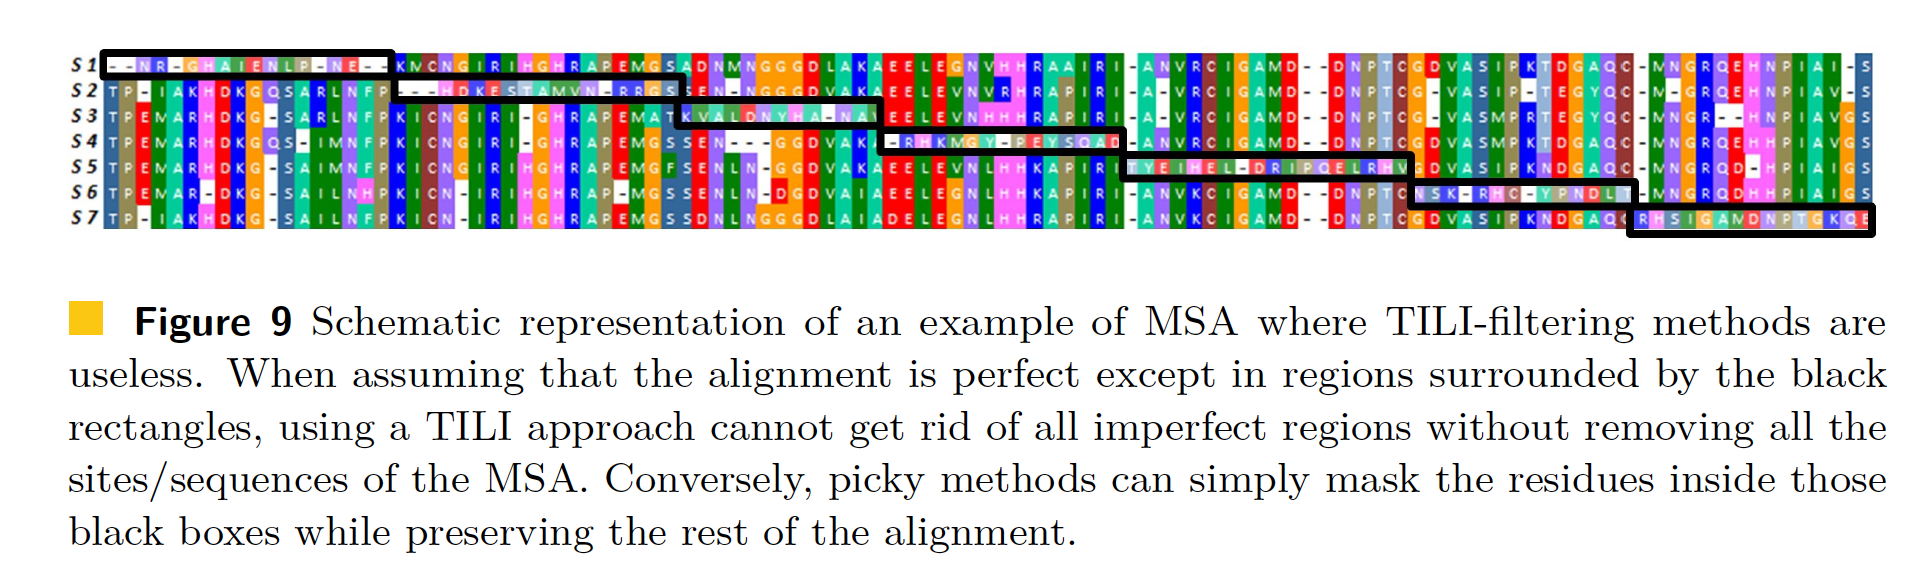 S1 --NR-GHAIENLP-NE--KMCNGIRIHGHRAPEMGSADNMNGGGDLAKAEELEGNVHHRAAIRI-ANVRCIGAMD--DNPTCGDVASIPKTDGAQC-MNGRQEHNPIAI-S
S2 TP-IAKHDKGQSARLNFP---HDKESTAMVN-RRGSSEN-NGGGDVAKAEELEVNVRHRAPIRI-A-VRCIGAMD--DNPTCG-VASIP-TEGYQC-M-GRQEHNPIAV-S
S3 TPEMARHDKG-SARLNFPKICNGIRI-GHRAPEMATKVALDNYHA-NAVEELEVNHHHRAPIRI-A-VRCIGAMD--DNPTCGDVASMPRTEGYQC-MNGR--HNPIAVGS
S4 TPEMARHDKGQS-IMNFPKICNGIRI-GHRAPEMGSSEN---GGDVAK-RHKMGY-PEYSQAD-ANVRCIGAMD--DNPTCGDVASMPKTDGYQC-MNGRQEHHPIAVGS
S5 TPEMARHDKG-SAIMNFPKICNGIRIHGHRAPEMGFSENLN-GGDVAKAEELEVNLHHKAPIRITYEIHEL-DRIPQELRHVGDVASIPKNDGAQC-MNGRQD-HPIAIGS
S6 TPEMAR-DKG-SAILNHPKICN-IRIHGHRAP-MGSSENLN-DGDVAIAEELEGNLHHKAPIRI-ANVKCIGAMD--DNPTCNSK-RHC-YPNDLT-MNGRQDHHPIAIGS
S7 TP-IAKHDKG-SAILNFPKICN-IRIHGHRAPEMGSSDNLNGGGDLAIADELEGNLHHRAPIRI-ANVKCIGAMD--DNPTCGDVASIPKNDGAQCRHSIGAMDNPTGKQE
Figure 9 Schematic representation of an example of MSA where TILI-filtering methods are
useless. When assuming that the alignment is perfect except in regions surrounded by the black
rectangles, using a TILI approach cannot get rid of all imperfect regions without removing all the
sites/sequences of the MSA. Conversely, picky methods can simply mask the residues inside those
black boxes while preserving the rest of the alignment.